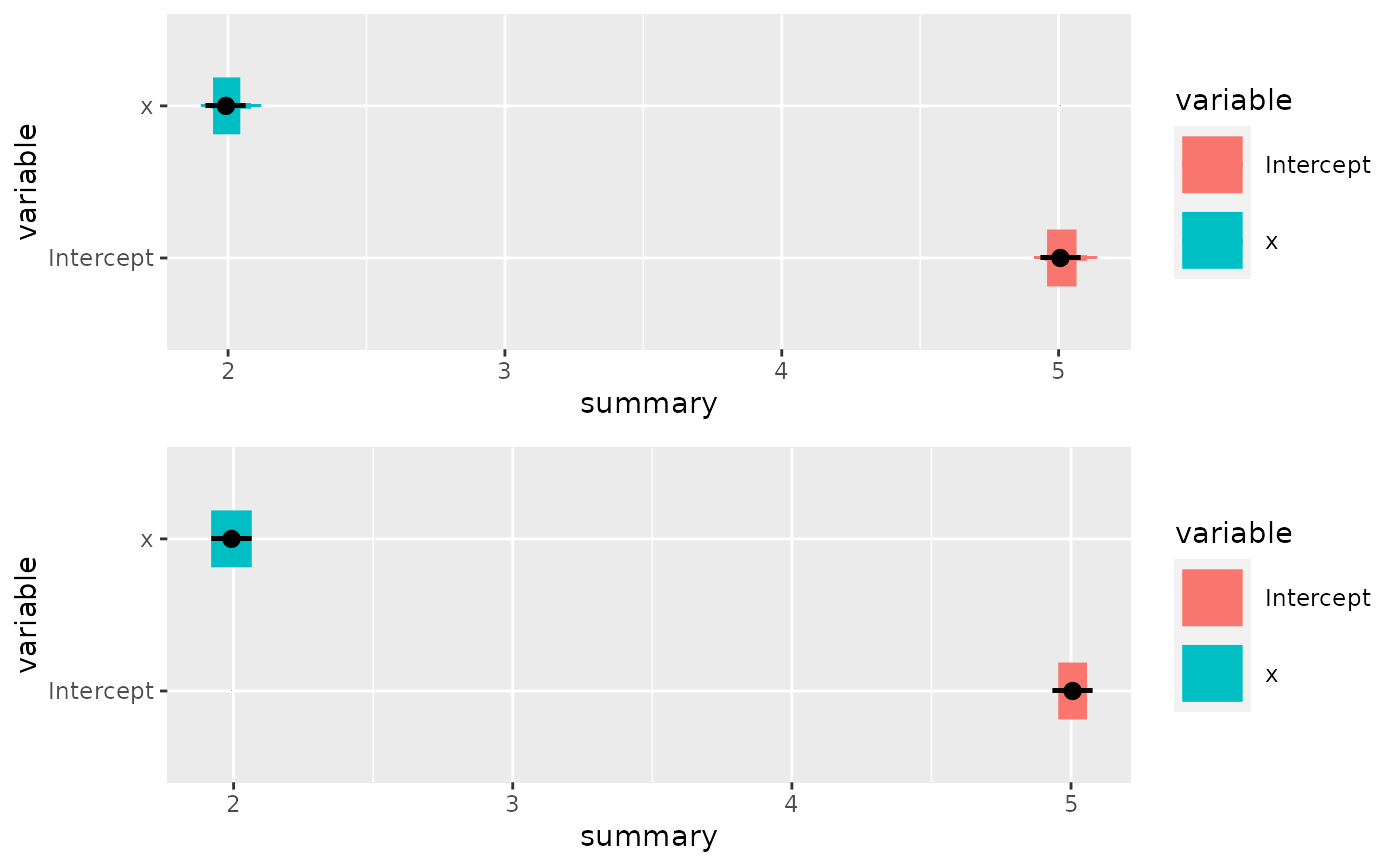 variable
x
Intercept
2
3
4
5
summary
variable
Intercept
x
variable
x
Intercept
2
3
4
5
summary
variable
Intercept
x